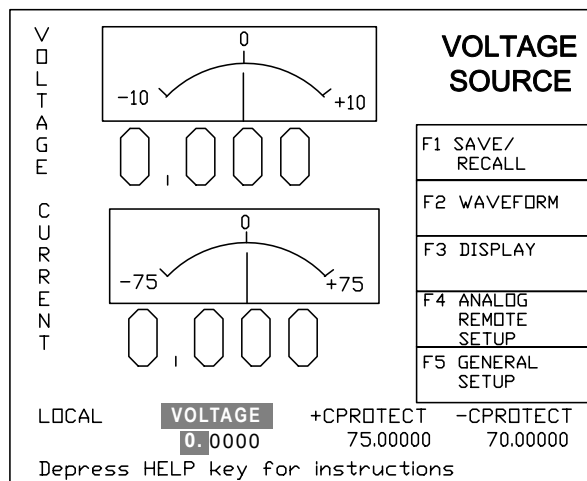 VOLTAGE
0
-10
+10
0.000
CURRENT
0
-75
+75
0.000
VOLTAGE
SOURCE
F1 SAVE/
RECALL
F2 WAVEFORM
F3 DISPLAY
F4 ANALOG
REMOTE
SETUP
F5 GENERAL
SETUP
LOCAL VOLTAGE +CPROTECT -CPROTECT
0.0000 75.00000 70.00000
Depress HELP key for instructions